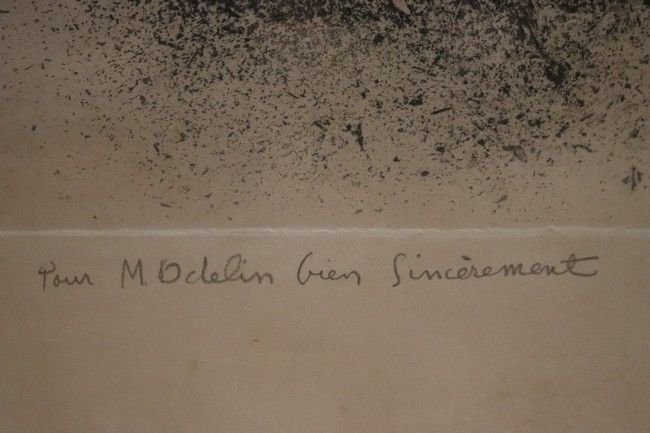 Pour M. Odelin bien Sincèrement